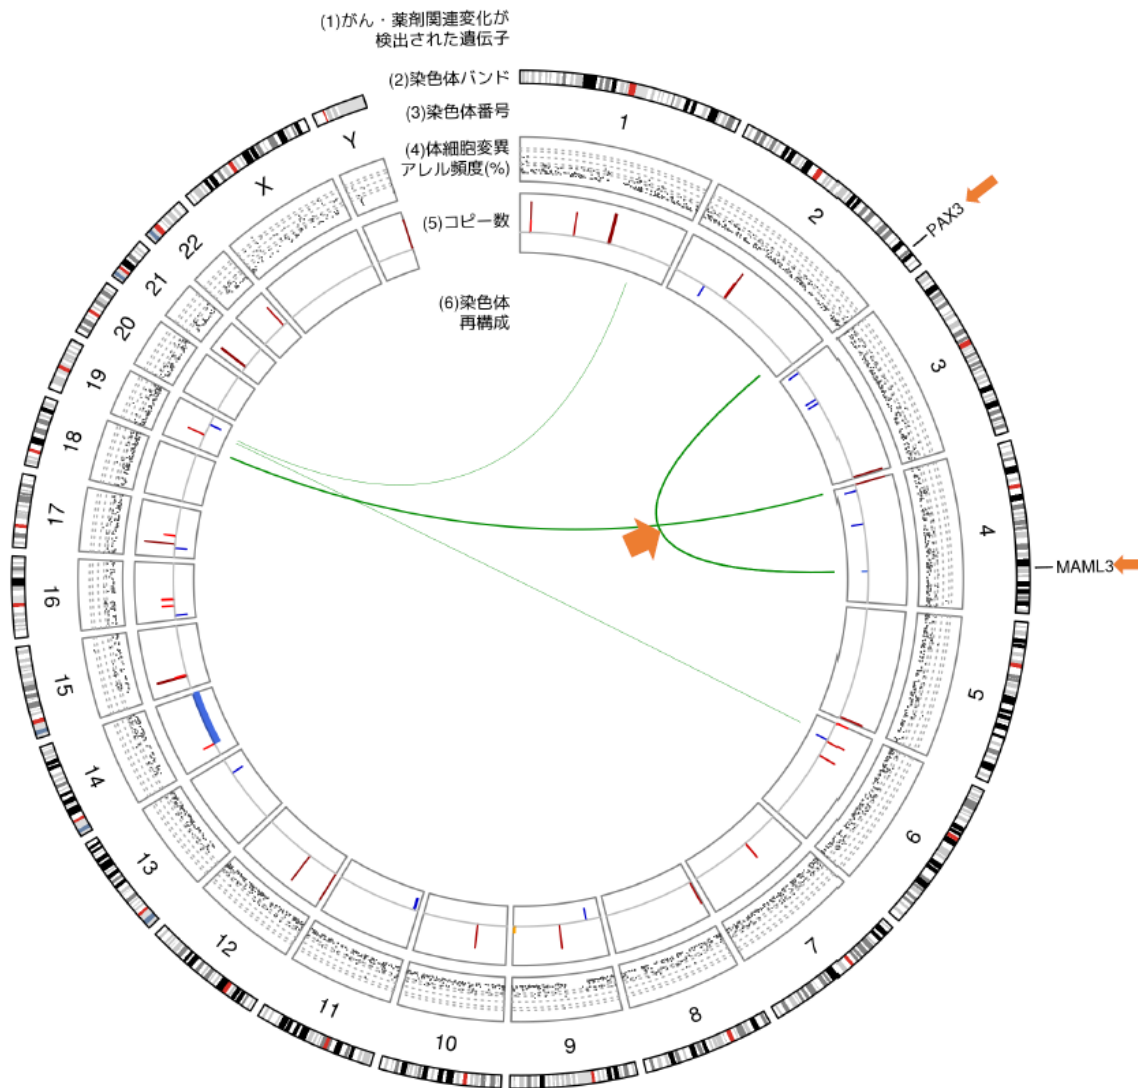 (1)がん・薬剤関連変化が
検出された遺伝子
(2)染色体バンド
(3)染色体番号
(4)体細胞変異
アレル頻度(%)
(5)コピー数
(6)染色体
再構成
1
2
PAX3
3
4
MAML3
5
6
7
8
9
10
11
12
13
14
15
16
17
18
19
20
21
22
X
Y